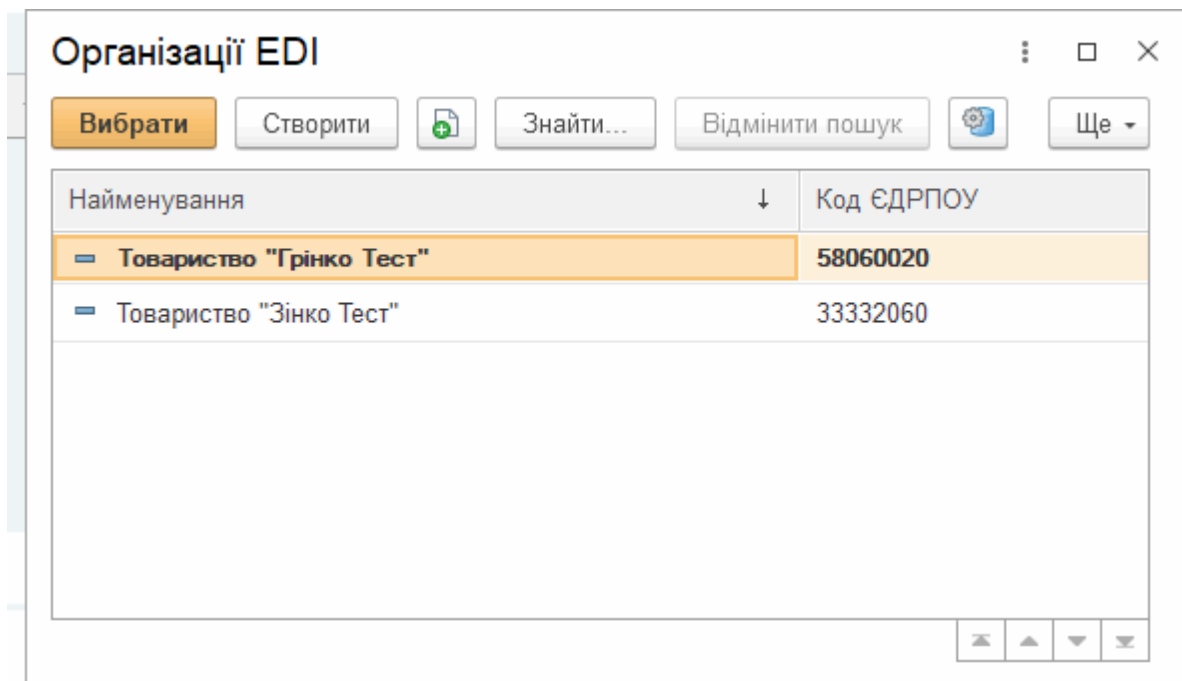 Організації EDI
Вибрати Створити Знайти... Відмінити пошук Ще
Найменування ↓ Код ЄДРПОУ
Товариство "Грінко Тест" 58060020
Товариство "Зінко Тест" 33332060